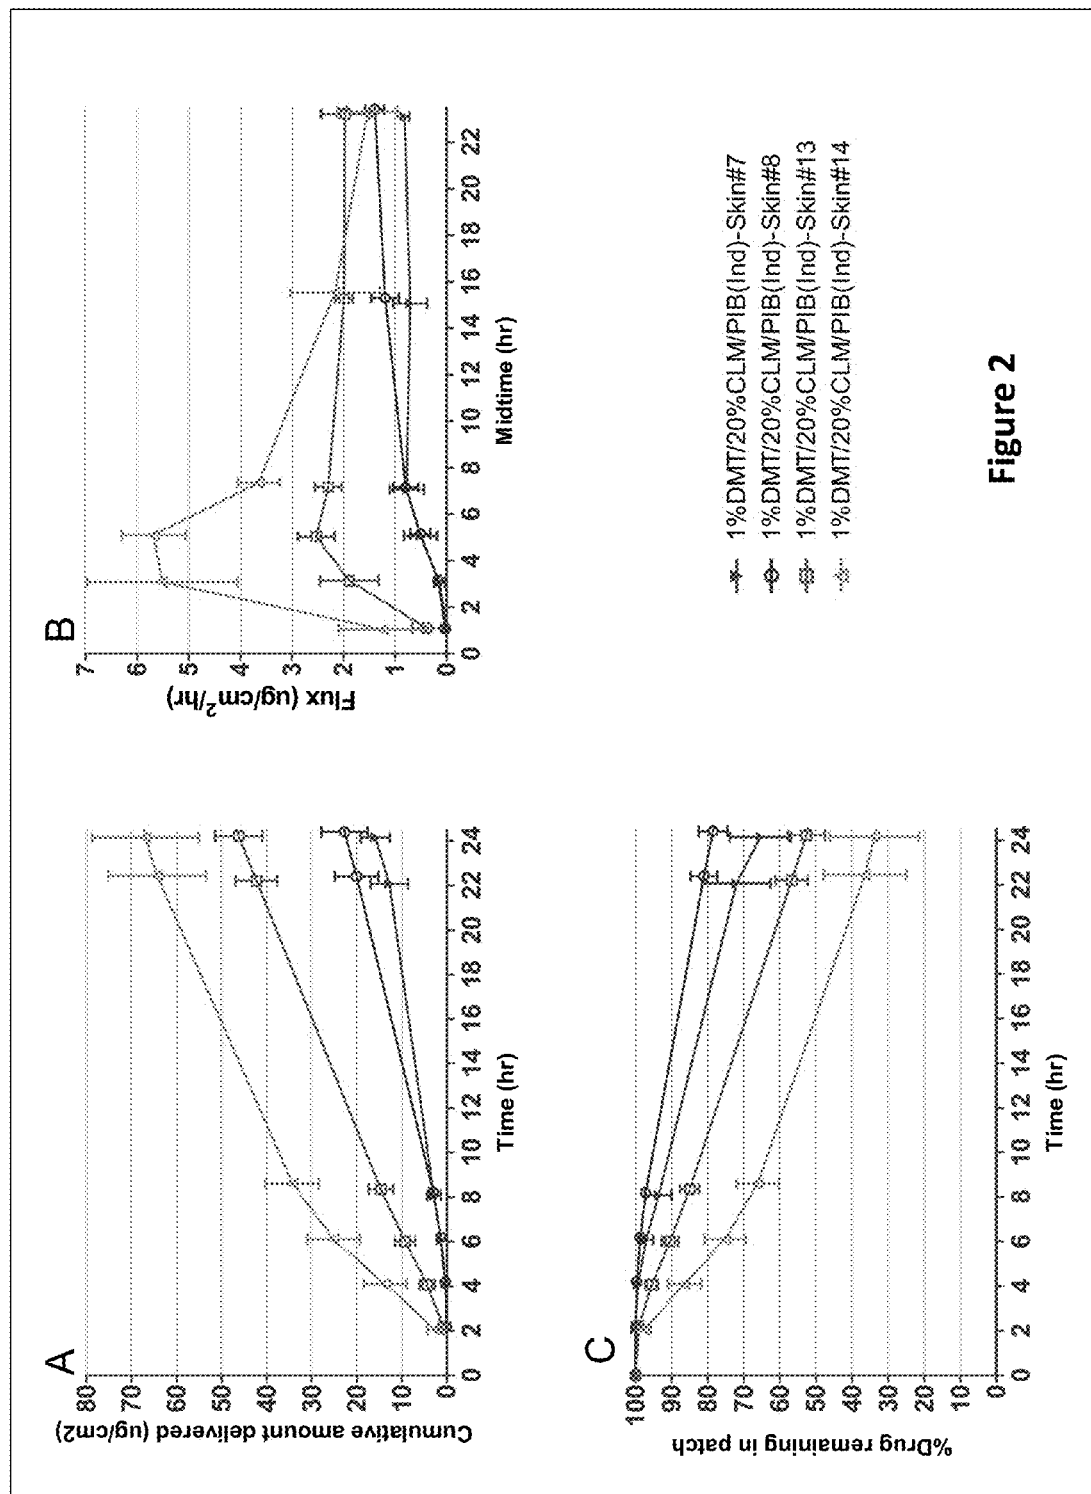 A
Cumulative amount delivered (ug/cm2)
80
70
60
50
40
30
20
10
0
0 2 4 6 8 10 12 14 16 18 20 22 24
Time (hr)
B
Flux (ug/cm²/hr)
7
6
5
4
3
2
1
0
0 2 4 6 8 10 12 14 16 18 20 22
Midtime (hr)
C
%Drug remaining in patch
100
90
80
70
60
50
40
30
20
10
0
0 2 4 6 8 10 12 14 16 18 20 22 24
Time (hr)
1%DMT/20%CLM/PIB(Ind)-Skin#7
1%DMT/20%CLM/PIB(Ind)-Skin#8
1%DMT/20%CLM/PIB(Ind)-Skin#13
1%DMT/20%CLM/PIB(Ind)-Skin#14
Figure 2